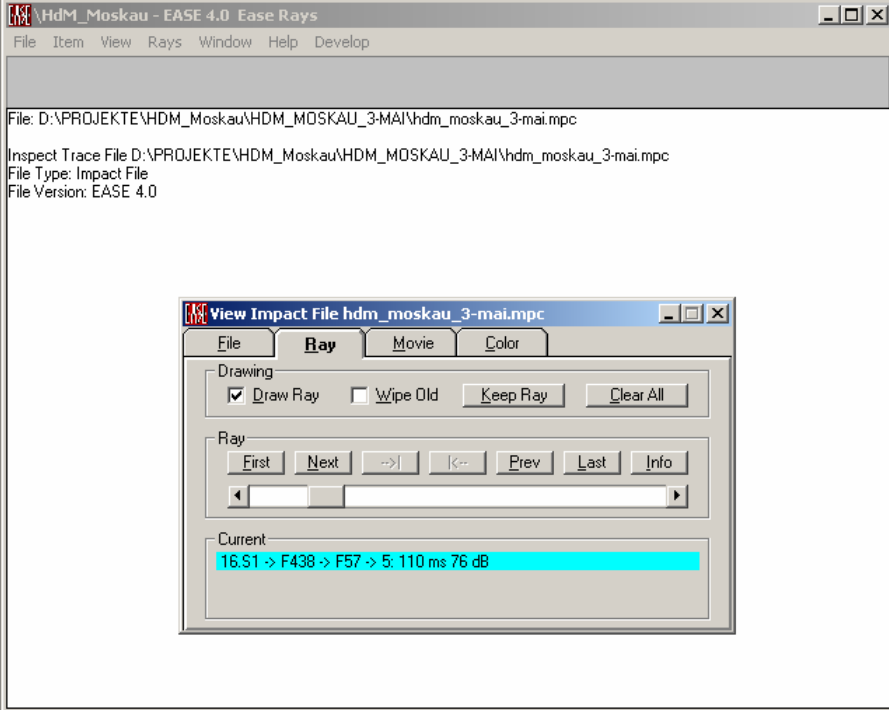 \HdM_Moskau - EASE 4.0 Ease Rays
File Item View Rays Window Help Develop
File: D:\PROJEKTE\HDM_Moskau\HDM_MOSKAU_3-MAI\hdm_moskau_3-mai.mpc
Inspect Trace File D:\PROJEKTE\HDM_Moskau\HDM_MOSKAU_3-MAI\hdm_moskau_3-mai.mpc
File Type: Impact File
File Version: EASE 4.0
View Impact File hdm_moskau_3-mai.mpc
File Ray Movie Color
Drawing
Draw Ray Wipe Old Keep Ray Clear All
Ray
First Next -->| |<-- Prev Last Info
Current
16.S1 -> F438 -> F57 -> 5: 110 ms 76 dB